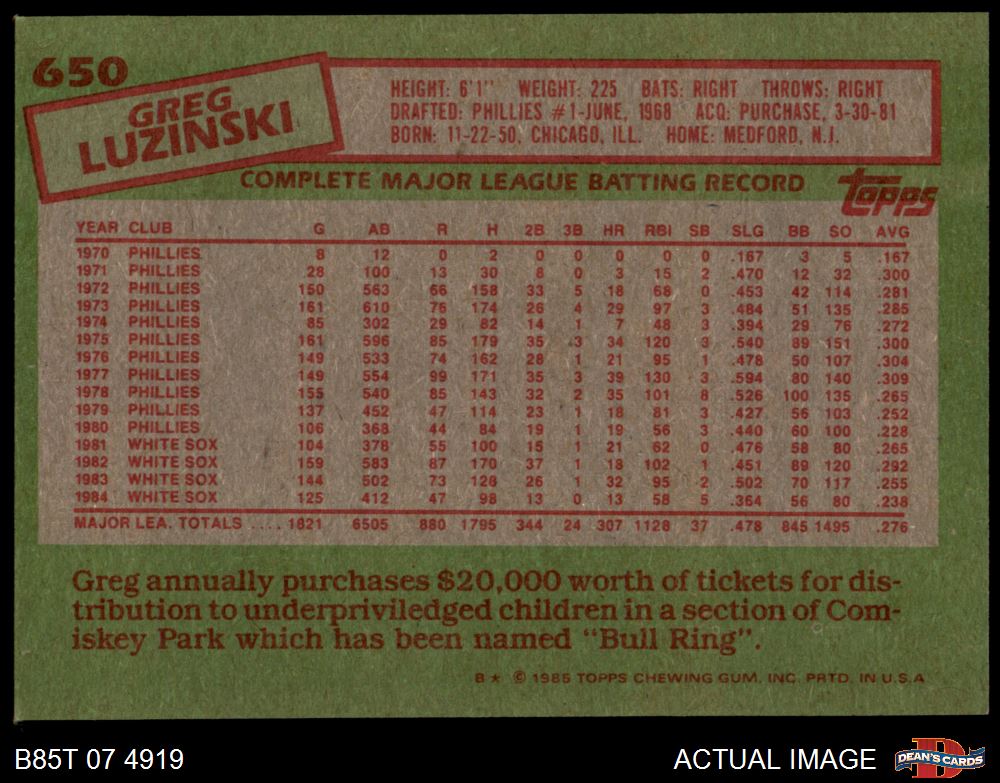 650
GREG
LUZINSKI
HEIGHT: 6'1" WEIGHT: 225 BATS: RIGHT THROWS: RIGHT
DRAFTED: PHILLIES #1-JUNE, 1968 ACQ: PURCHASE, 3-30-81
BORN: 11-22-50, CHICAGO, ILL. HOME: MEDFORD, N.J.
COMPLETE MAJOR LEAGUE BATTING RECORD
topps
YEAR CLUB G AB R H 2B 3B HR RBI SB SLG BB SO AVG
1970 PHILLIES 8 12 0 2 0 0 0 0 0 .167 3 5 .167
1971 PHILLIES 28 100 13 30 8 0 3 15 2 .470 12 32 .300
1972 PHILLIES 150 563 66 158 33 5 18 68 0 .453 42 114 .281
1973 PHILLIES 161 610 76 174 26 4 29 97 3 .484 51 135 .285
1974 PHILLIES 85 302 29 82 14 1 7 48 3 .394 29 76 .272
1975 PHILLIES 161 596 85 179 35 3 34 120 3 .540 89 151 .300
1976 PHILLIES 149 533 74 162 28 1 21 95 1 .478 50 107 .304
1977 PHILLIES 149 554 99 171 35 3 39 130 3 .594 80 140 .309
1978 PHILLIES 155 540 85 143 32 2 35 101 8 .526 100 135 .265
1979 PHILLIES 137 452 47 114 23 1 18 81 3 .427 56 103 .252
1980 PHILLIES 106 368 44 84 19 1 19 56 3 .440 60 100 .228
1981 WHITE SOX 104 378 55 100 15 1 21 62 0 .476 58 80 .265
1982 WHITE SOX 159 583 87 170 37 1 18 102 1 .451 89 120 .292
1983 WHITE SOX 144 502 73 128 26 1 32 95 2 .502 70 117 .255
1984 WHITE SOX 125 412 47 98 13 0 13 58 5 .364 56 80 .238
MAJOR LEA. TOTALS .... 1821 6505 880 1795 344 24 307 1128 37 .478 845 1495 .276
Greg annually purchases $20,000 worth of tickets for dis-
tribution to underpriviledged children in a section of Com-
iskey Park which has been named "Bull Ring".
B★ © 1985 TOPPS CHEWING GUM, INC. PRTD. IN U.S.A
B85T 07 4919
ACTUAL IMAGE
D
DEAN'S CARDS